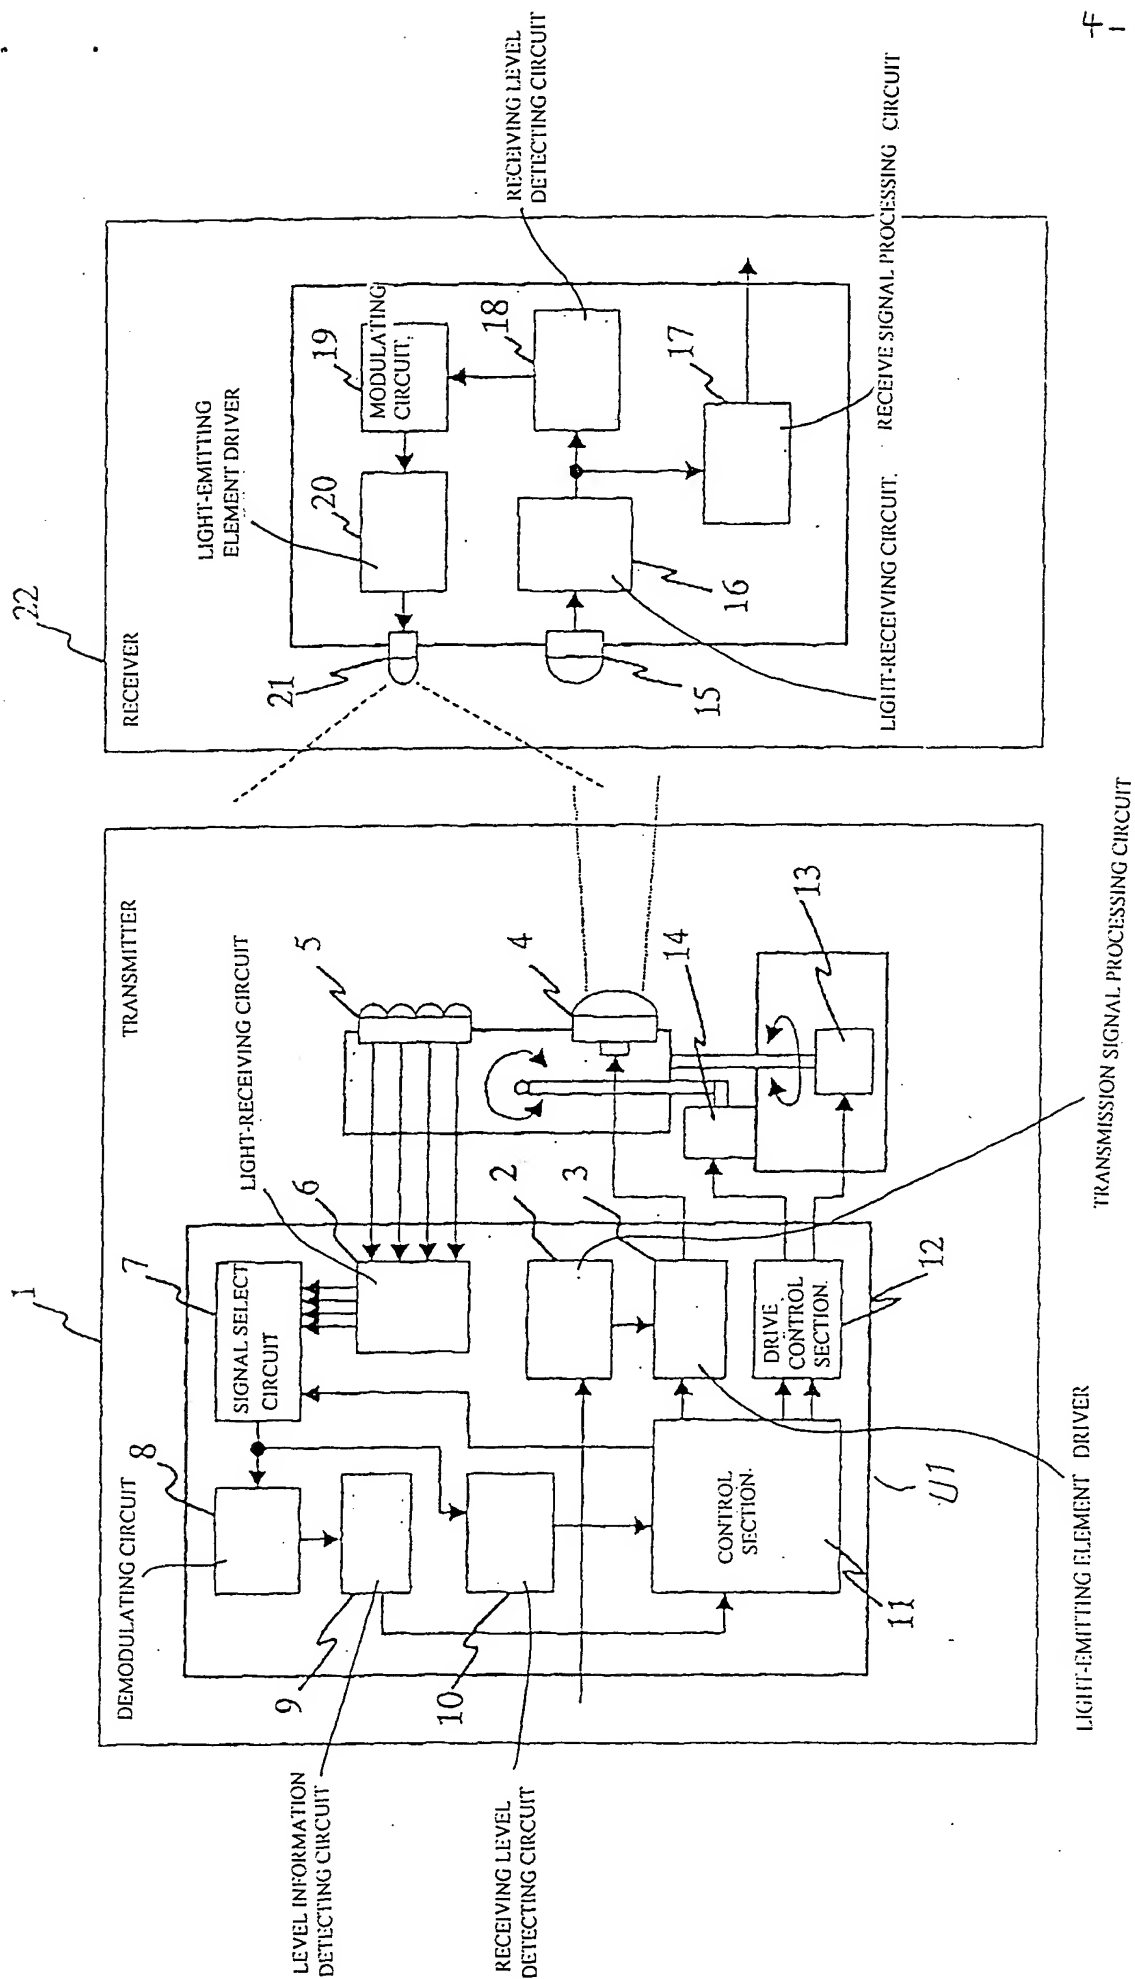 1
TRANSMITTER
DEMODULATING CIRCUIT
8
7
SIGNAL SELECT
CIRCUIT
6
LIGHT-RECEIVING CIRCUIT
5
4
LEVEL INFORMATION
DETECTING CIRCUIT
9
RECEIVING LEVEL
DETECTING CIRCUIT
10
2
3
14
13
CONTROL
SECTION.
11
DRIVE
CONTROL
SECTION.
12
U1
LIGHT-EMITTING ELEMENT DRIVER
TRANSMISSION SIGNAL PROCESSING CIRCUIT
22
RECEIVER
LIGHT-EMITTING
ELEMENT DRIVER
21
20
19
MODULATING
CIRCUIT.
18
RECEIVING LEVEL
DETECTING CIRCUIT
15
16
17
LIGHT-RECEIVING CIRCUIT.
RECEIVE SIGNAL PROCESSING CIRCUIT